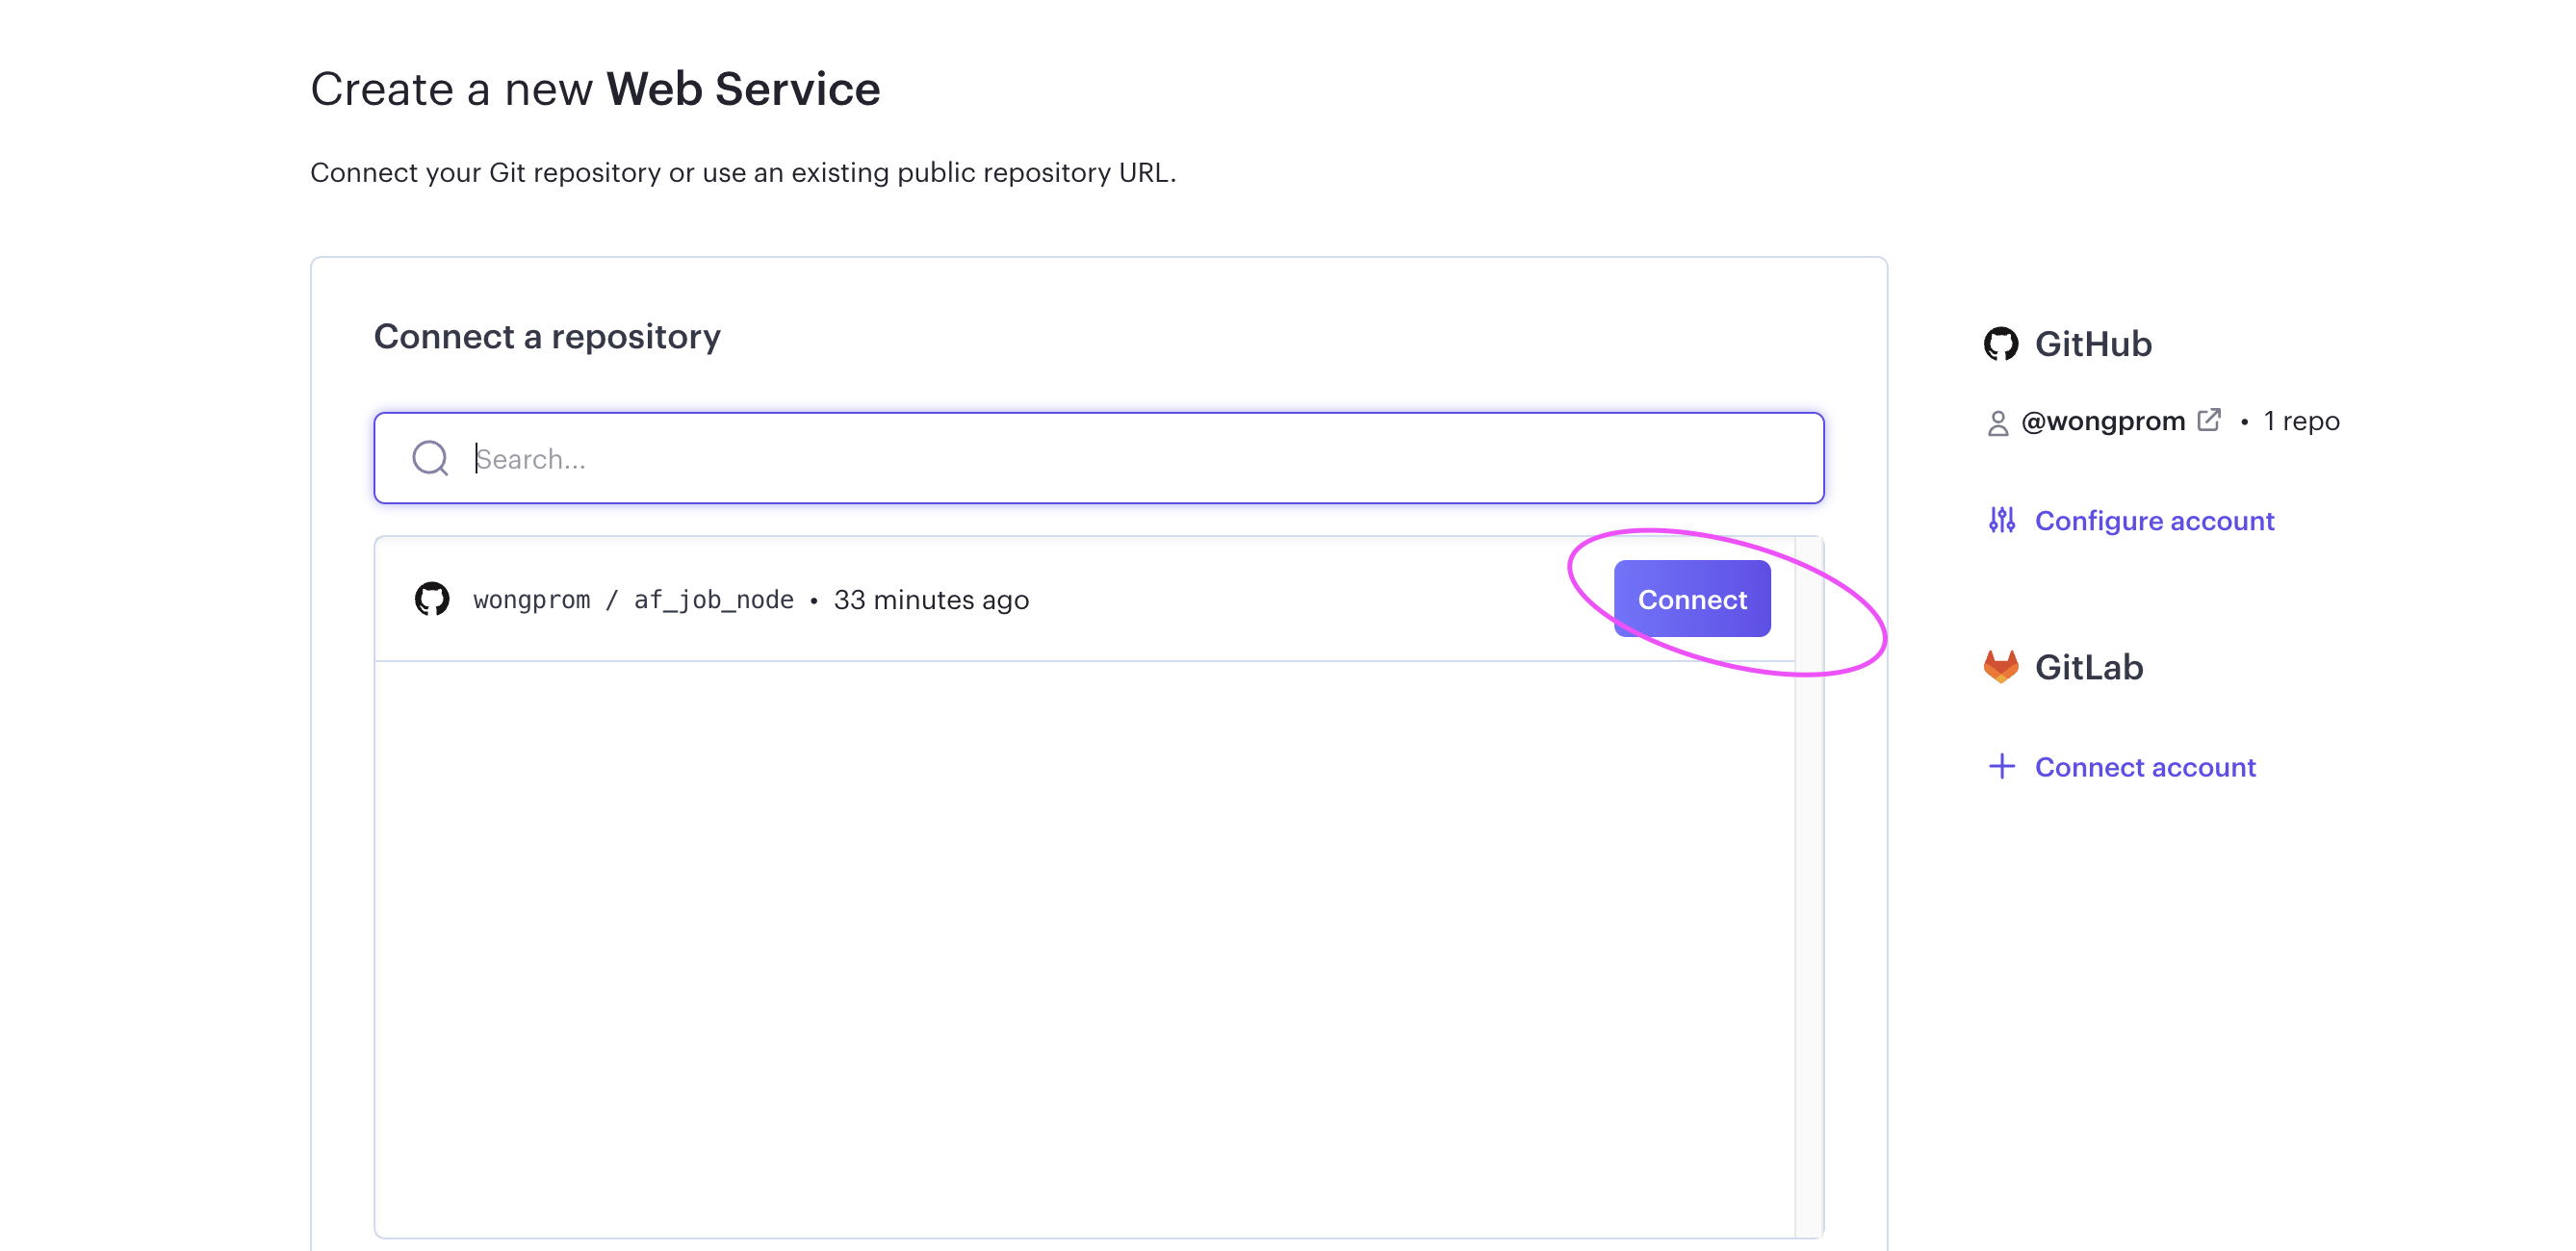 Create a new Web Service
Connect your Git repository or use an existing public repository URL.
Connect a repository
Search...
wongprom / af_job_node • 33 minutes ago
Connect
GitHub
@wongprom • 1 repo
Configure account
GitLab
Connect account